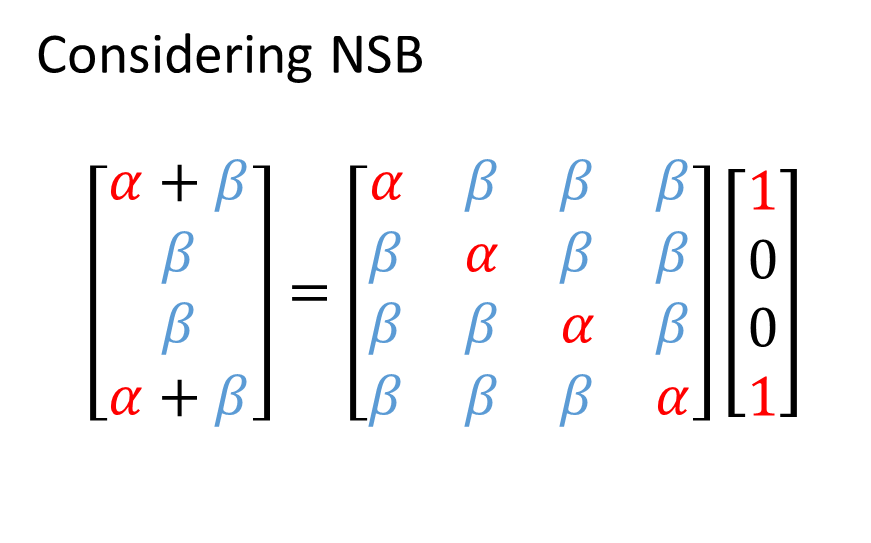 Considering NSB
[α + β] = [α β β β] [1]
[β] [β α β β] [0]
[β] [β β α β] [0]
[α + β] [β β β α] [1]